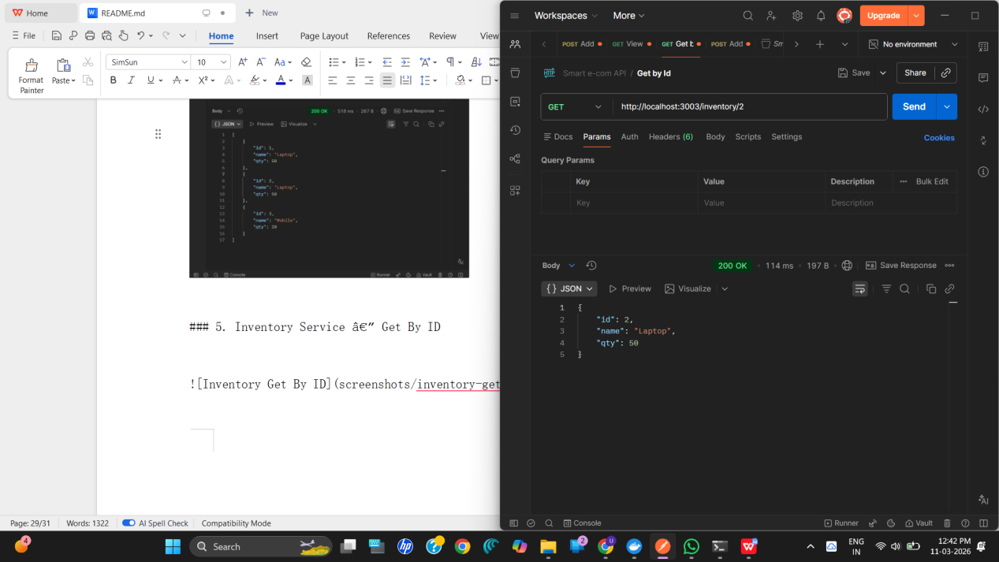 Home
README.md
New
File
Home
Insert
Page Layout
References
Review
View
Format
Painter
Paste
SimSun
10
Body
200 OK
518 ms
267 B
Save Response
{} JSON
Preview
Visualize
1 [
2 {
3 "id": 1,
4 "name": "Laptop",
5 "qty": 50
6 },
7 {
8 "id": 2,
9 "name": "Laptop",
10 "qty": 50
11 },
12 {
13 "id": 3,
14 "name": "Mobile",
15 "qty": 20
16 }
17 ]
Console
Runner
Vault
### 5. Inventory Service â€” Get By ID
![Inventory Get By ID](screenshots/inventory-get
Page: 29/31
Words: 1322
AI Spell Check
Compatibility Mode
Workspaces
More
Upgrade
POST Add
GET View
GET Get b
POST Add
Sm
No environment
Smart e-com API / Get by Id
Save
Share
GET
http://localhost:3003/inventory/2
Send
Docs
Params
Auth
Headers (6)
Body
Scripts
Settings
Cookies
Query Params
Key
Value
Description
Bulk Edit
Key
Value
Description
Body
200 OK
114 ms
197 B
Save Response
{} JSON
Preview
Visualize
1 {
2 "id": 2,
3 "name": "Laptop",
4 "qty": 50
5 }
AI
Console
Runner
Vault
4
Search
hp
2
U
ENG
IN
12:42 PM
11-03-2026